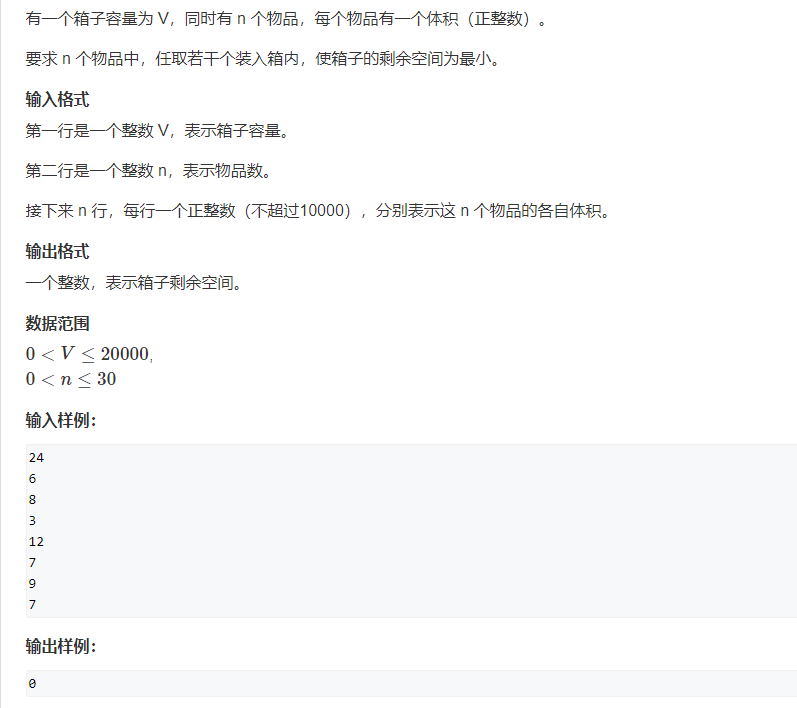 有一个箱子容量为 V，同时有 n 个物品，每个物品有一个体积（正整数）。
要求 n 个物品中，任取若干个装入箱内，使箱子的剩余空间为最小。
输入格式
第一行是一个整数 V，表示箱子容量。
第二行是一个整数 n，表示物品数。
接下来 n 行，每行一个正整数（不超过10000），分别表示这 n 个物品的各自体积。
输出格式
一个整数，表示箱子剩余空间。
数据范围
0 < V ≤ 20000,
0 < n ≤ 30
输入样例：
24
6
8
3
12
7
9
7
输出样例：
0